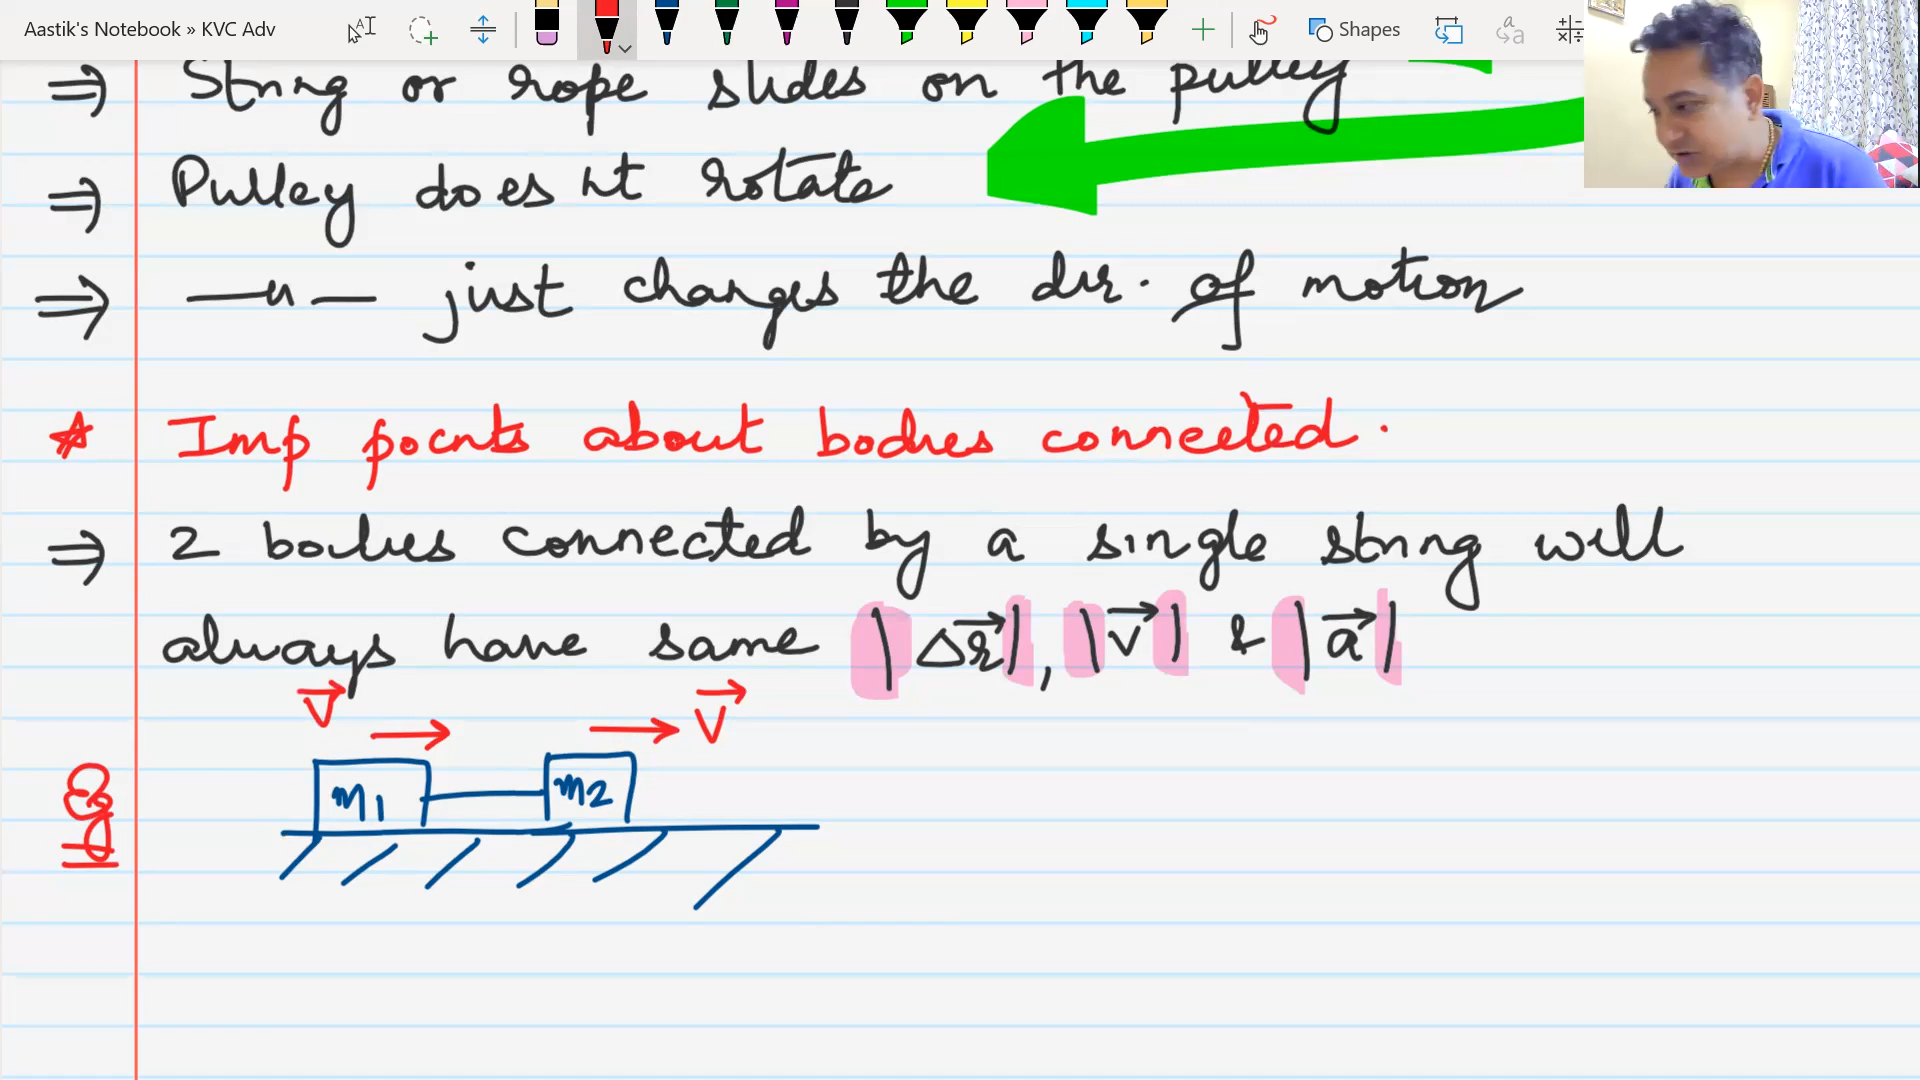 Aastik's Notebook » KVC Adv
Shapes
⇒ String or rope slides on the pulley
⇒ Pulley doesn't rotate
⇒ —〃— just changes the dir. of motion
☆ Imp points about bodies connected.
⇒ 2 bodies connected by a single string will
always have same |Δr⃗|, |v⃗| & |a⃗|
v⃗ v⃗
Eg m1 m2